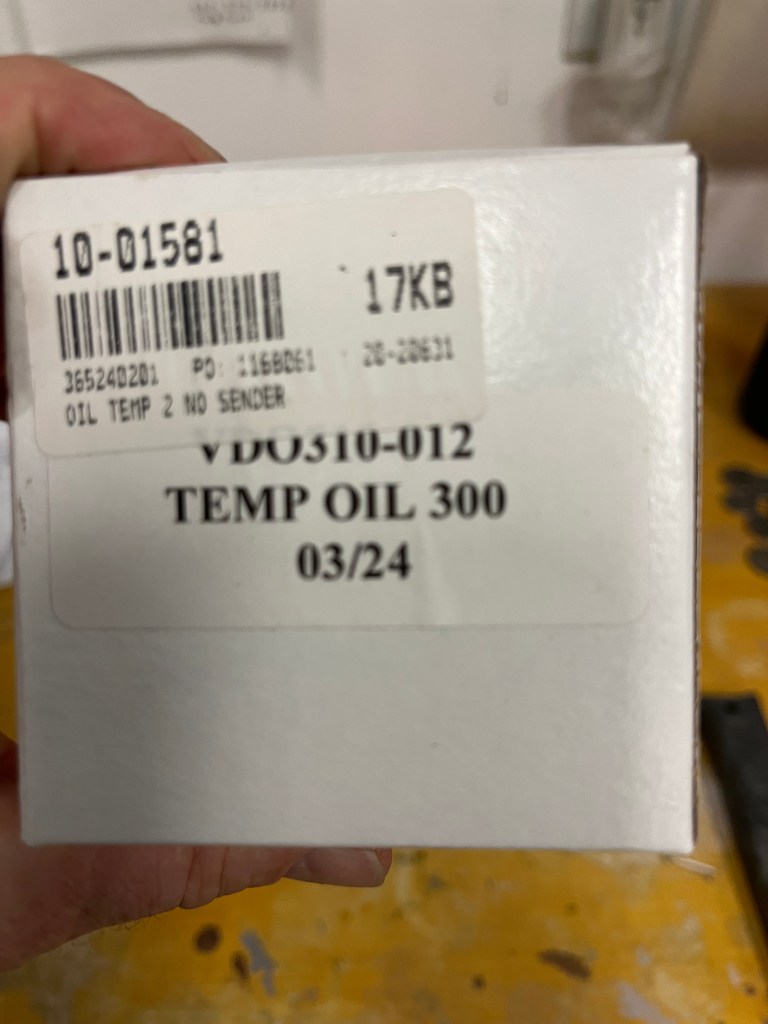 10-01581
17KB
365240201 PO: 1168061 20-20631
OIL TEMP 2 NO SENDER
VDO310-012
TEMP OIL 300
03/24